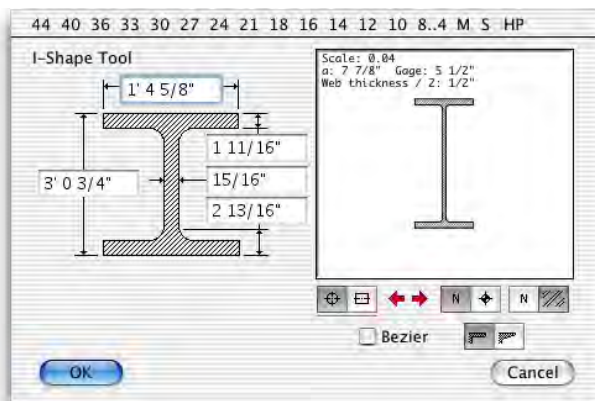 44 40 36 33 30 27 24 21 18 16 14 12 10 8..4 M S HP
I-Shape Tool
1' 4 5/8"
1 11/16"
3' 0 3/4"
15/16"
2 13/16"
Scale: 0.04
a: 7 7/8" Gage: 5 1/2"
Web thickness / 2: 1/2"
N
N
Bezier
OK
Cancel